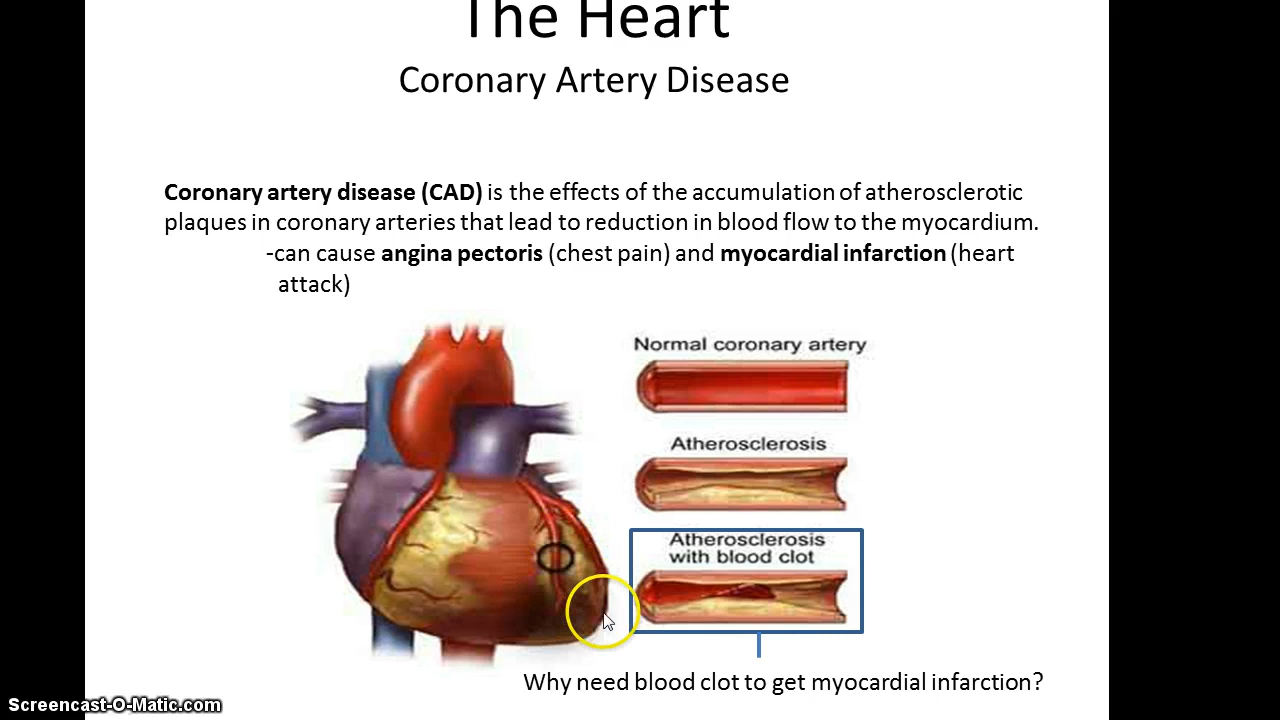 The Heart
Coronary Artery Disease
Coronary artery disease (CAD) is the effects of the accumulation of atherosclerotic
plaques in coronary arteries that lead to reduction in blood flow to the myocardium.
-can cause angina pectoris (chest pain) and myocardial infarction (heart
attack)
Normal coronary artery
Atherosclerosis
Atherosclerosis
with blood clot
Why need blood clot to get myocardial infarction?
Screencast-O-Matic.com